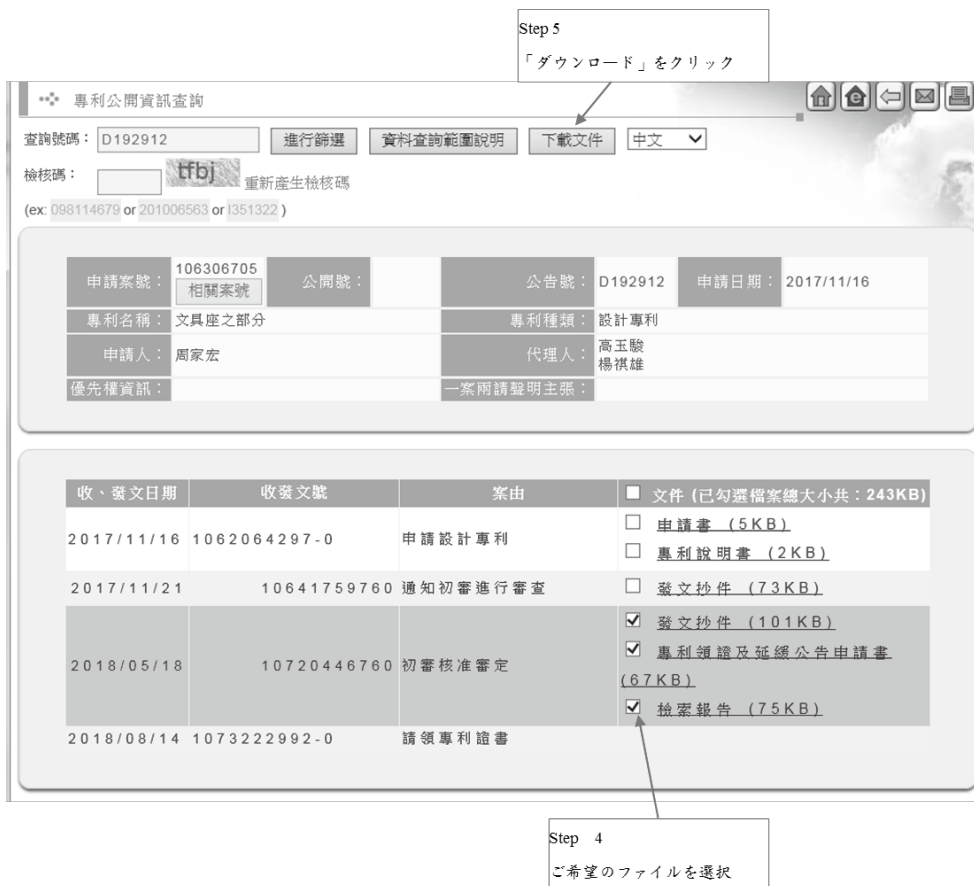 Step 5
「ダウンロード」をクリック
專利公開資訊查詢
查詢號碼： D192912 進行篩選 資料查詢範圍說明 下載文件 中文
檢核碼： tfbj 重新產生檢核碼
(ex: 098114679 or 201006563 or I351322 )
申請案號： 106306705 相關案號 公開號： 公告號： D192912 申請日期： 2017/11/16
專利名稱： 文具座之部分 專利種類： 設計專利
申請人： 周家宏 代理人： 高玉駿
楊祺雄
優先權資訊： 一案兩請聲明主張：
收、發文日期 收發文號 案由 文件 (已勾選檔案總大小共：243KB)
2017/11/16 1062064297-0 申請設計專利 申請書 (5KB)
專利說明書 (2KB)
2017/11/21 10641759760 通知初審進行審查 發文抄件 (73KB)
2018/05/18 10720446760 初審核准審定 發文抄件 (101KB)
專利領證及延緩公告申請書
(67KB)
檢索報告 (75KB)
2018/08/14 1073222992-0 請領專利證書
Step 4
ご希望のファイルを選択